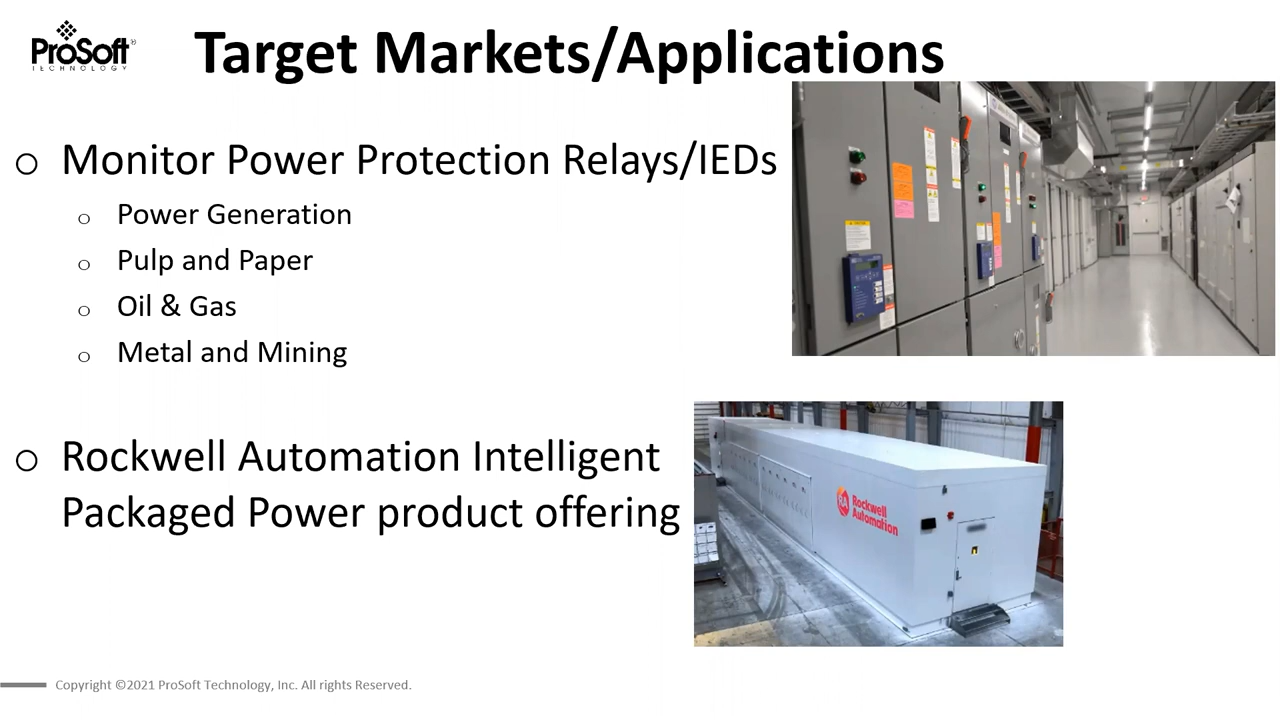 ProSoft®
TECHNOLOGY
Target Markets/Applications
o Monitor Power Protection Relays/IEDs
o Power Generation
o Pulp and Paper
o Oil & Gas
o Metal and Mining
o Rockwell Automation Intelligent
Packaged Power product offering
RA
Rockwell
Automation
Copyright ©2021 ProSoft Technology, Inc. All rights Reserved.